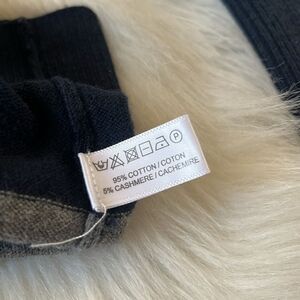 P
95% COTTON / COTON
5% CASHMERE / CACHEMIRE